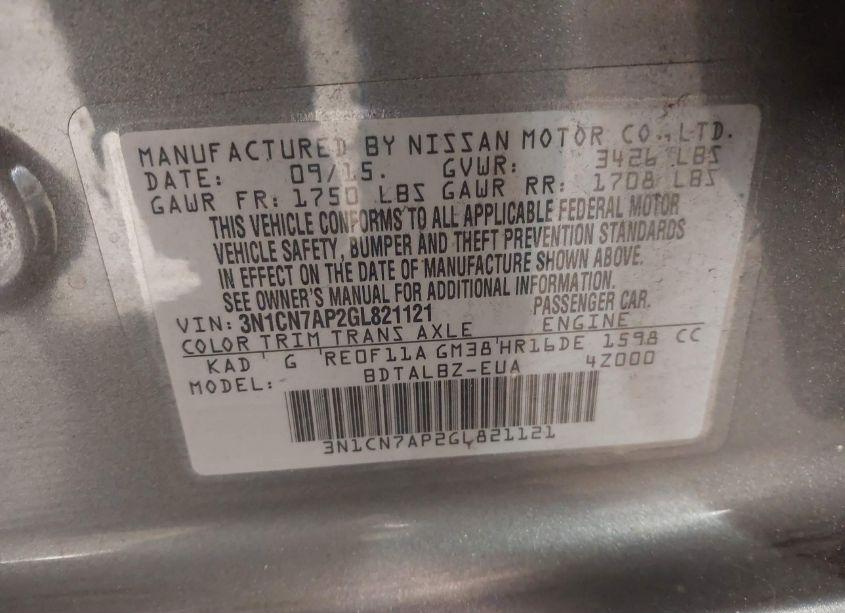 MANUFACTURED BY NISSAN MOTOR CO., LTD.
DATE: 09/15. GVWR: 3426 LBS
GAWR FR: 1750 LBS GAWR RR: 1708 LBS
THIS VEHICLE CONFORMS TO ALL APPLICABLE FEDERAL MOTOR
VEHICLE SAFETY, BUMPER AND THEFT PREVENTION STANDARDS
IN EFFECT ON THE DATE OF MANUFACTURE SHOWN ABOVE.
SEE OWNER'S MANUAL FOR ADDITIONAL INFORMATION.
VIN: 3N1CN7AP2GL821121 PASSENGER CAR.
COLOR TRIM TRANS AXLE ENGINE
KAD G RE0F11A GM38 HR16DE 1598 CC
MODEL: BDTALBZ-EUA 4Z000
3N1CN7AP2GL821121